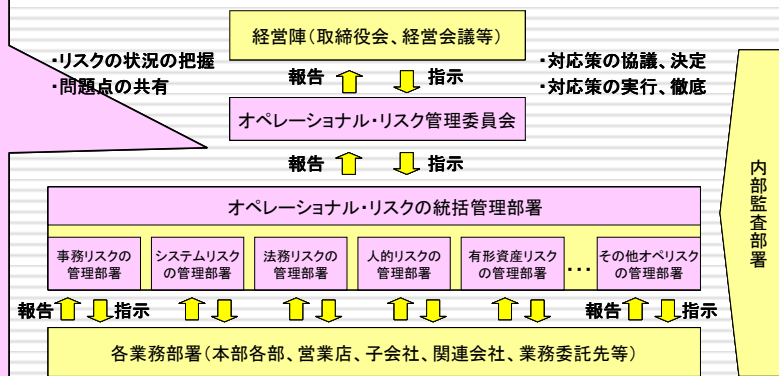 経営陣(取締役会、経営会議等)
・リスクの状況の把握
・問題点の共有
報告
指示
・対応策の協議、決定
・対応策の実行、徹底
オペレーショナル・リスク管理委員会
報告
指示
内部監査部署
オペレーショナル・リスクの統括管理部署
事務リスクの
管理部署
システムリスク
の管理部署
法務リスクの
管理部署
人的リスクの
管理部署
有形資産リスク
の管理部署
…
その他オペリスク
の管理部署
報告
指示
報告
指示
各業務部署(本部各部、営業店、子会社、関連会社、業務委託先等)